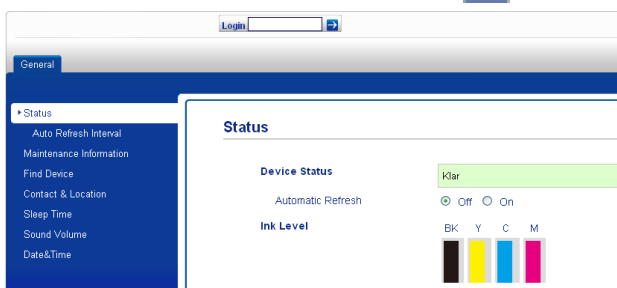 Login
General
Status
Auto Refresh Interval
Maintenance Information
Find Device
Contact & Location
Sleep Time
Sound Volume
Date&Time
Status
Device Status Klar
Automatic Refresh Off On
Ink Level BK Y C M